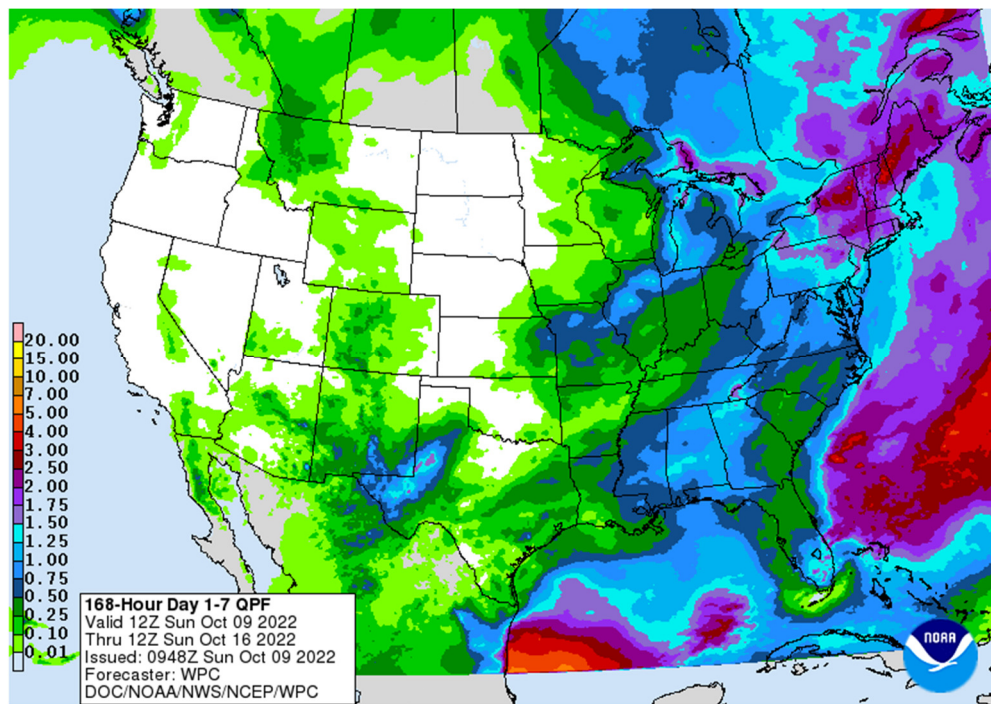 20.00
15.00
10.00
7.00
5.00
4.00
3.00
2.50
2.00
1.75
1.50
1.25
1.00
0.75
0.50
0.25
0.10
0.01
168-Hour Day 1-7 QPF
Valid 12Z Sun Oct 09 2022
Thru 12Z Sun Oct 16 2022
Issued: 0948Z Sun Oct 09 2022
Forecaster: WPC
DOC/NOAA/NWS/NCEP/WPC
NOAA